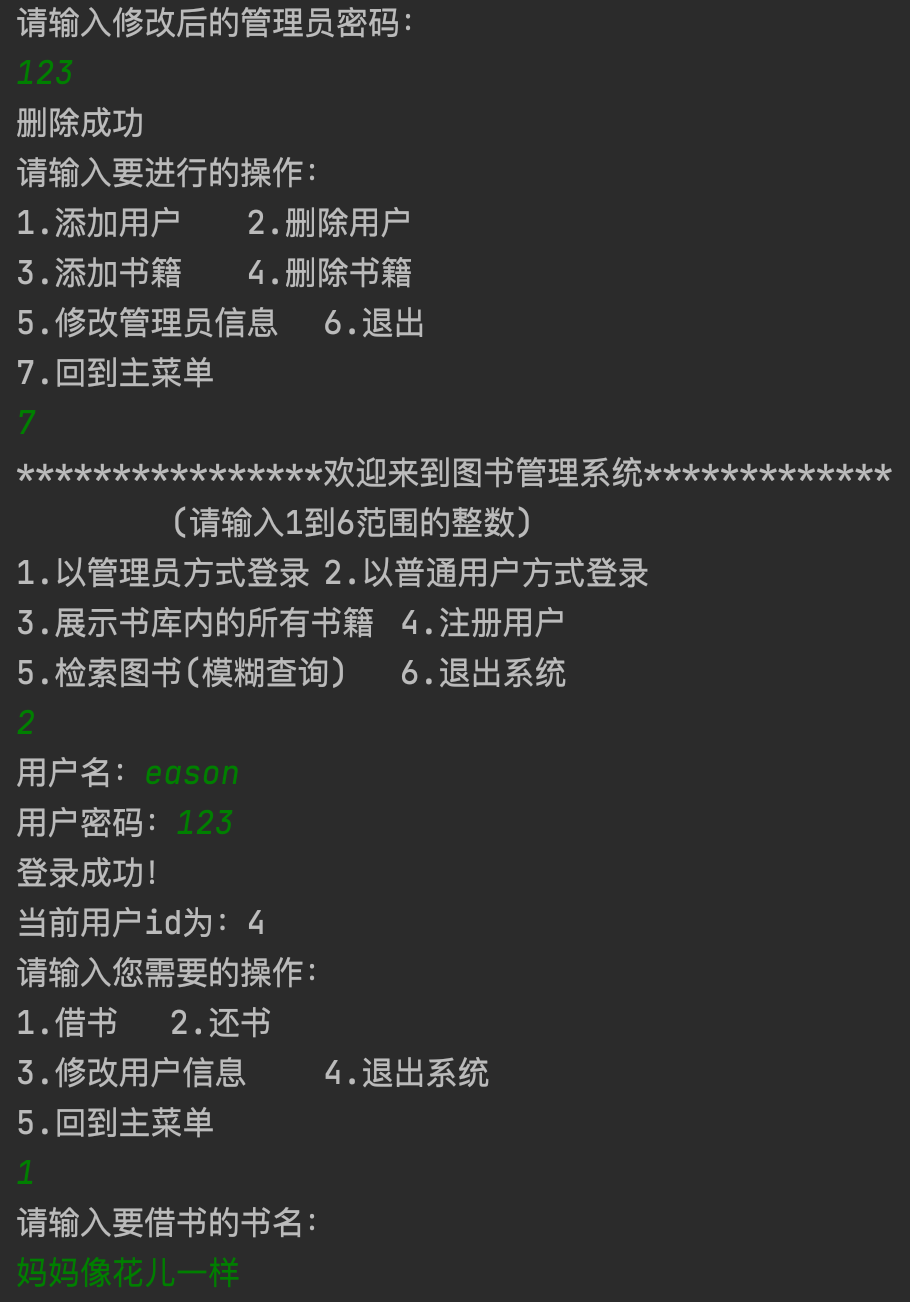 请输入修改后的管理员密码:
123
删除成功
请输入要进行的操作:
1.添加用户    2.删除用户
3.添加书籍    4.删除书籍
5.修改管理员信息   6.退出
7.回到主菜单
7
****************欢迎来到图书管理系统*************
(请输入1到6范围的整数)
1.以管理员方式登录 2.以普通用户方式登录
3.展示书库内的所有书籍  4.注册用户
5.检索图书(模糊查询)   6.退出系统
2
用户名: eason
用户密码: 123
登录成功!
当前用户id为: 4
请输入您需要的操作:
1.借书   2.还书
3.修改用户信息    4.退出系统
5.回到主菜单
1
请输入要借书的书名:
妈妈像花儿一样